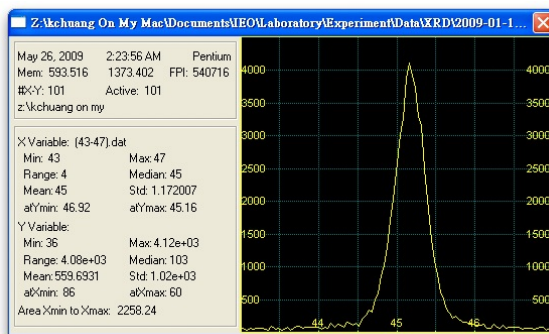 Z:\kchuang On My Mac\Documents\IEO\Laboratory\Experiment\Data\XRD\2009-01-1...
May 26, 2009 2:23:56 AM Pentium
Mem: 593.516 1373.402 FPI: 540716
#X-Y: 101 Active: 101
z:\kchuang on my
X Variable: (43-47).dat
Min: 43 Max: 47
Range: 4 Median: 45
Mean: 45 Std: 1.172007
atYmin: 46.92 atYmax: 45.16
Y Variable:
Min: 36 Max: 4.12e+03
Range: 4.08e+03 Median: 103
Mean: 559.6931 Std: 1.02e+03
atXmin: 86 atXmax: 60
Area Xmin to Xmax: 2258.24
4000 4000
3500 3500
3000 3000
2500 2500
2000 2000
1500 1500
1000 1000
500 500
44 45 46